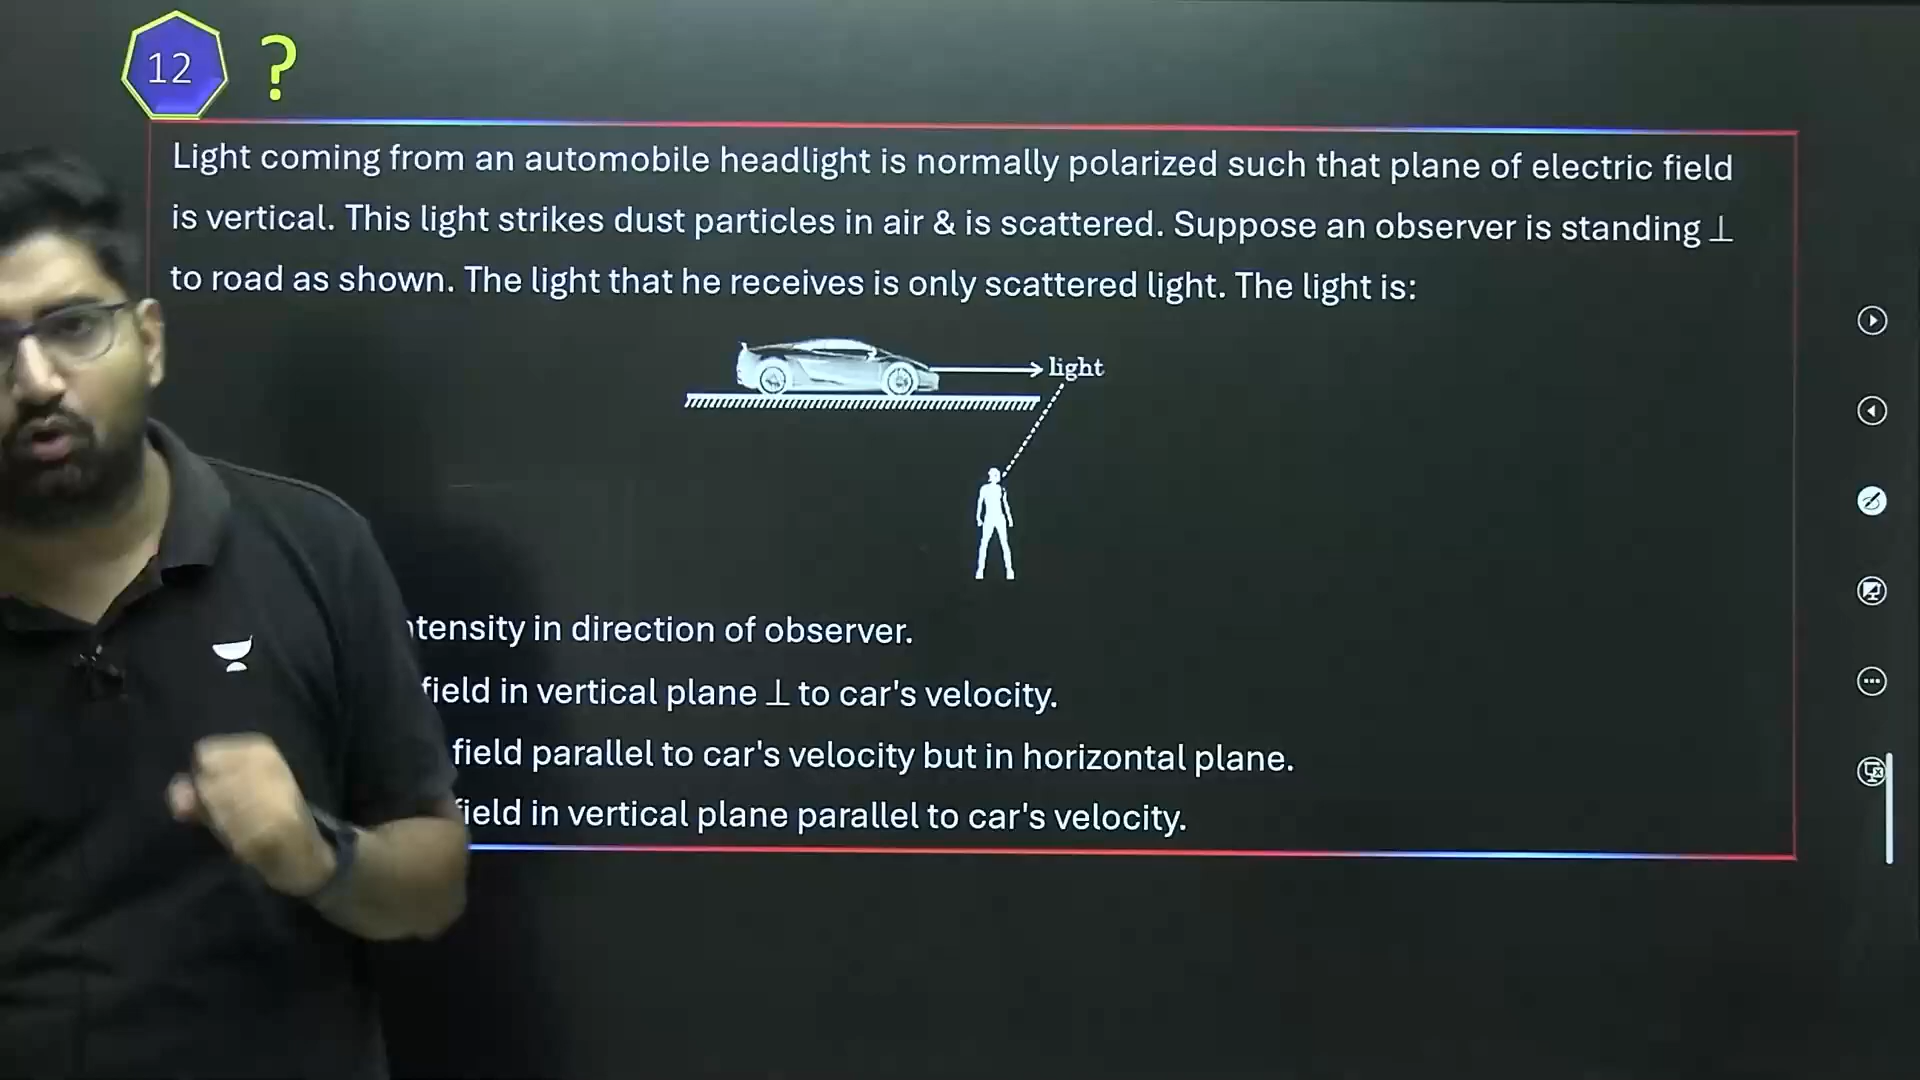 12 ?
Light coming from an automobile headlight is normally polarized such that plane of electric field
is vertical. This light strikes dust particles in air & is scattered. Suppose an observer is standing ⊥
to road as shown. The light that he receives is only scattered light. The light is:
light
ntensity in direction of observer.
field in vertical plane ⊥ to car's velocity.
field parallel to car's velocity but in horizontal plane.
field in vertical plane parallel to car's velocity.